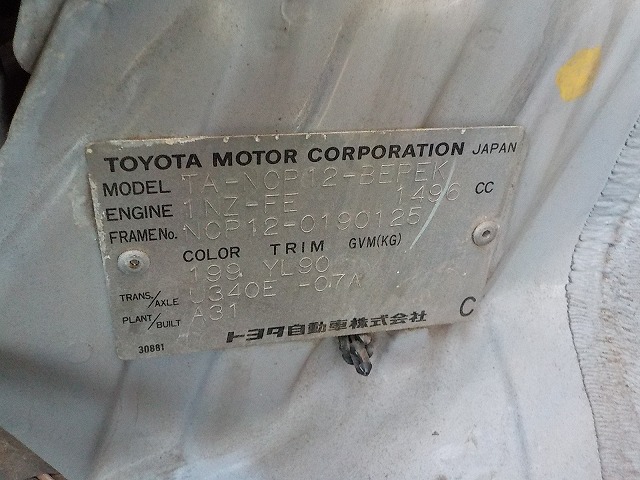 TOYOTA MOTOR CORPORATION JAPAN
MODEL TA-NCP12-BEPEK
ENGINE 1NZ-FE 1496 CC
FRAME No. NCP12-0190125
COLOR TRIM GVM(KG)
199 YL90
TRANS./AXLE U340E -07A
PLANT/BUILT A31
トヨタ自動車株式会社 C
30881